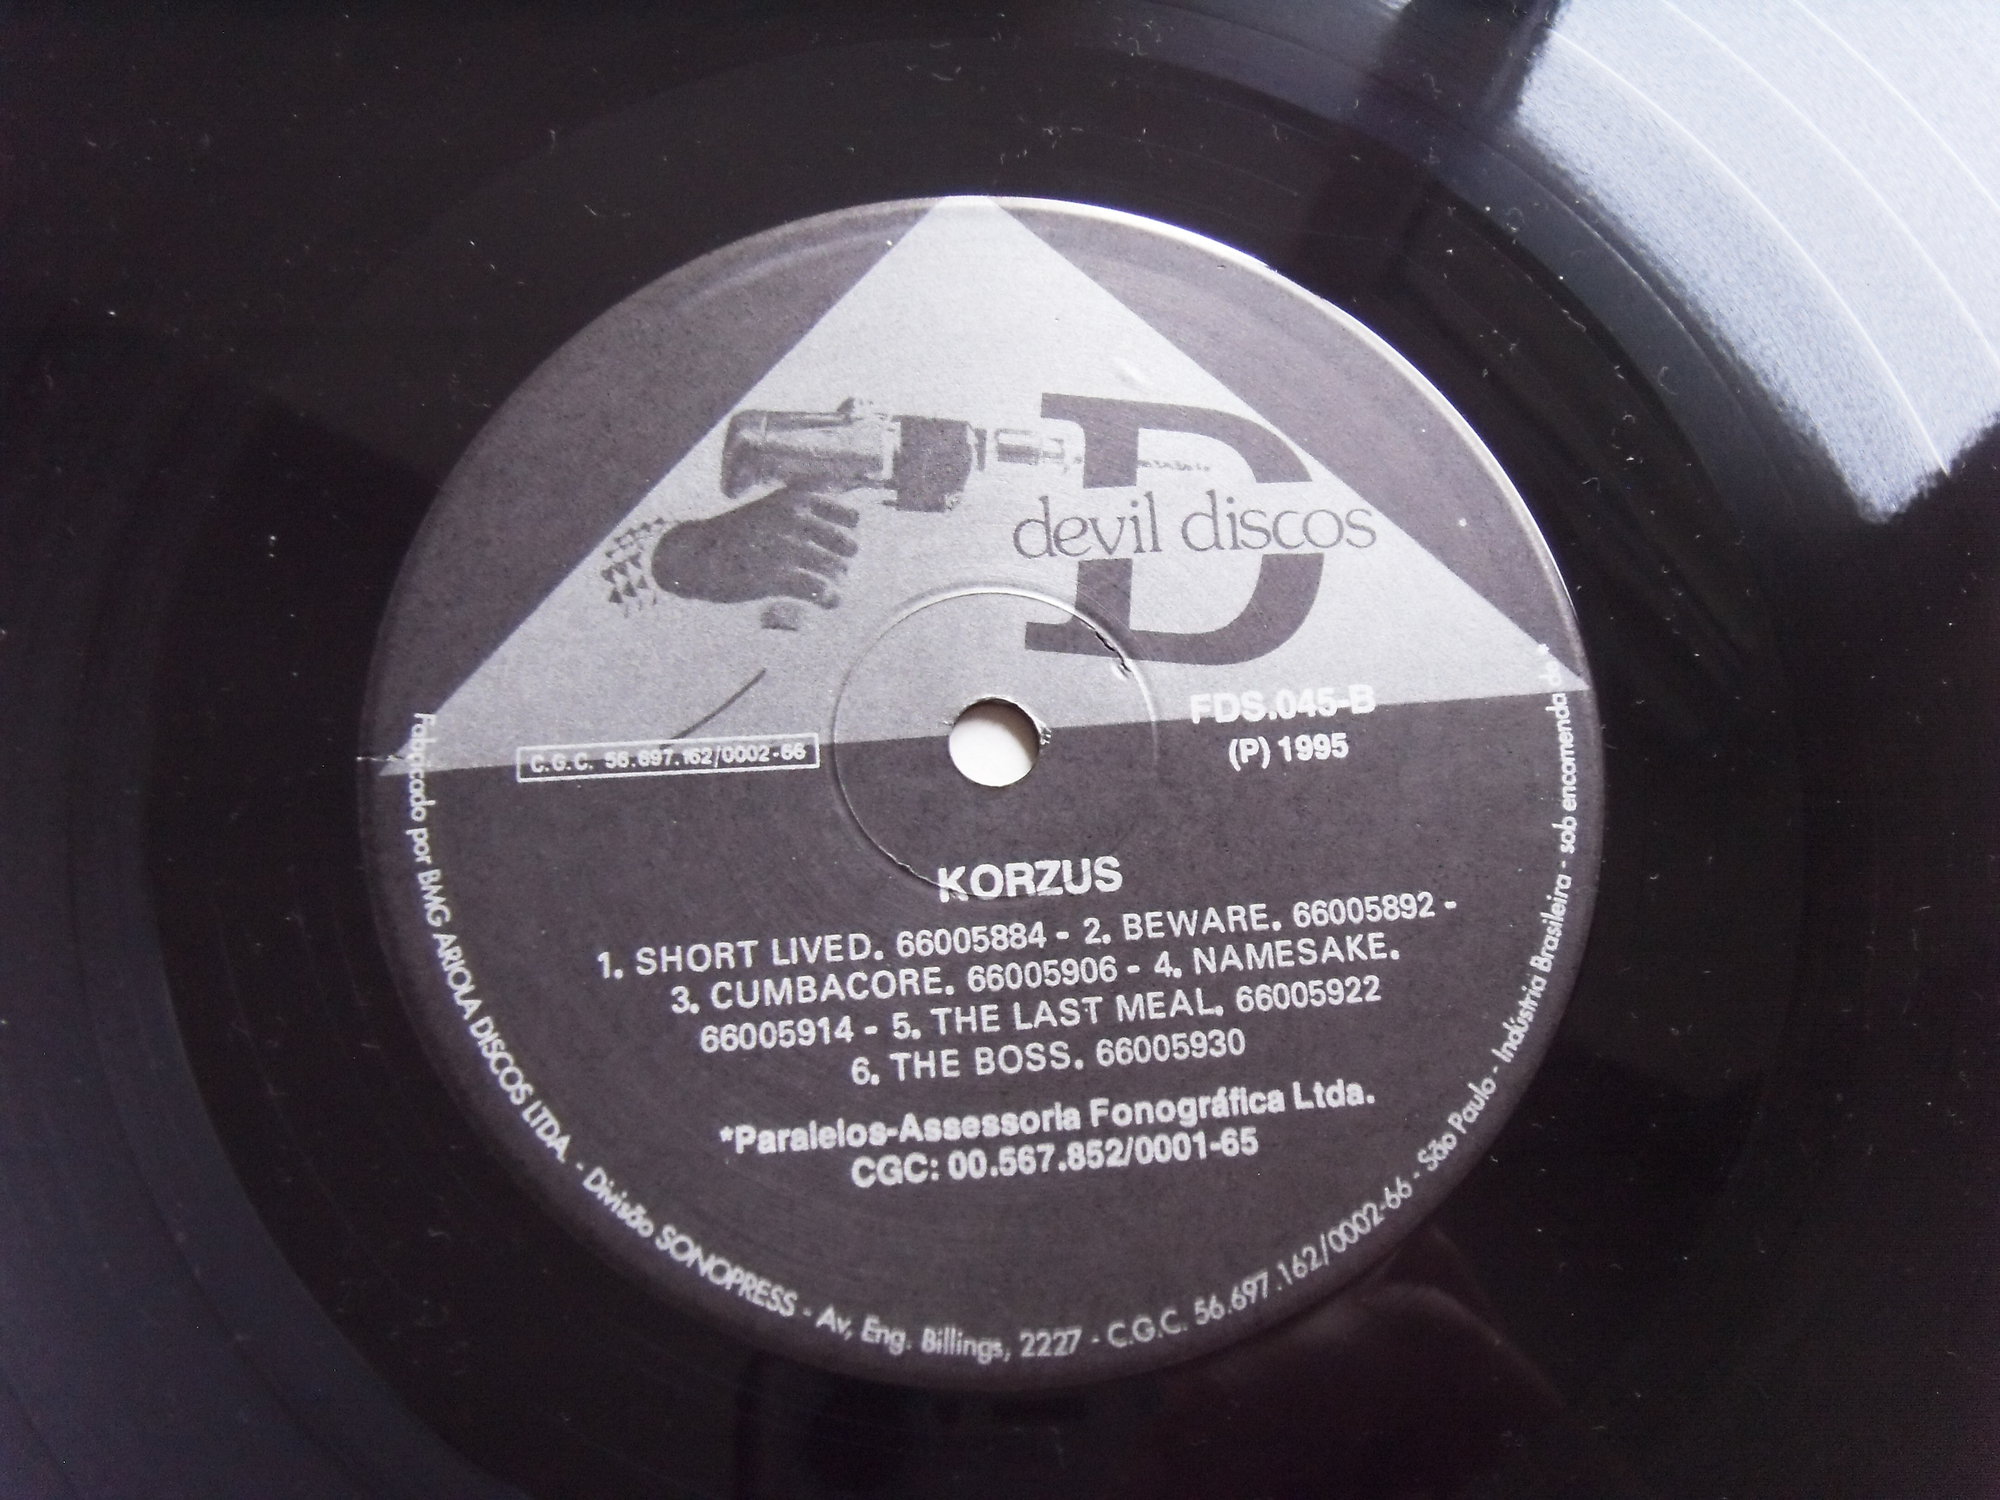 devil discos
FDS.045-B
(P) 1995
C.G.C. 56.697.162/0002-66
KORZUS
1. SHORT LIVED. 66005884 - 2. BEWARE. 66005892 -
3. CUMBACORE. 66005906 - 4. NAMESAKE.
66005914 - 5. THE LAST MEAL. 66005922
6. THE BOSS. 66005930
*Paralelos-Assessoria Fonográfica Ltda.
CGC: 00.567.852/0001-65
Fabricado por BMG ARIOLA DISCOS LTDA. - Divisão SONOPRESS - Av, Eng. Billings, 2227 - C.G.C. 56.697.162/0002-66 - São Paulo - Indústria Brasileira - sob encomenda de *